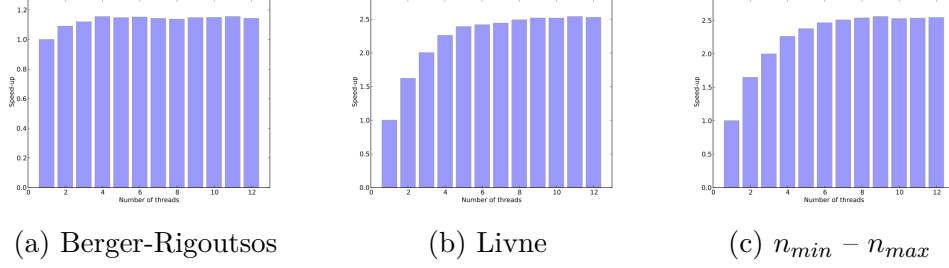 1.2
1.0
0.8
0.6
0.4
0.2
0.0
Speed-up
0 2 4 6 8 10 12
Number of threads
(a) Berger-Rigoutsos
2.5
2.0
1.5
1.0
0.5
0.0
Speed-up
0 2 4 6 8 10 12
Number of threads
(b) Livne
2.5
2.0
1.5
1.0
0.5
0.0
Speed-up
0 2 4 6 8 10 12
Number of threads
(c) n_min – n_max